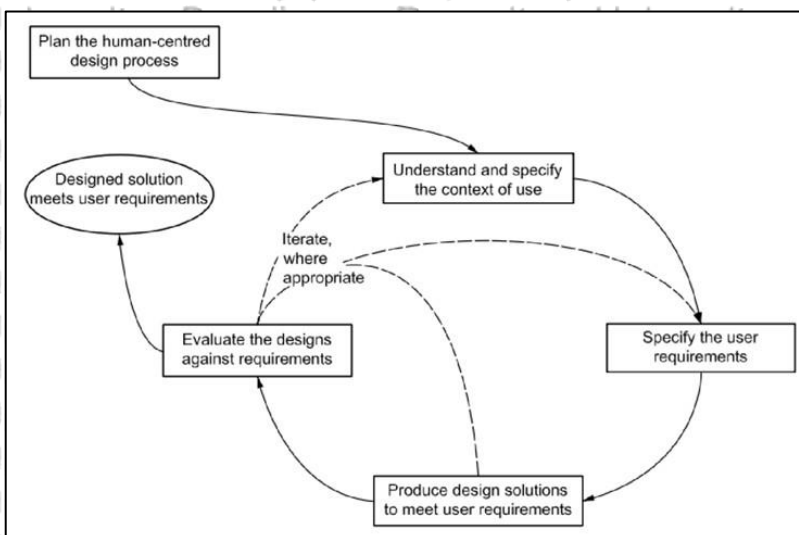 Plan the human-centred
design process
Understand and specify
the context of use
Designed solution
meets user requirements
Iterate,
where
appropriate
Evaluate the designs
against requirements
Specify the user
requirements
Produce design solutions
to meet user requirements